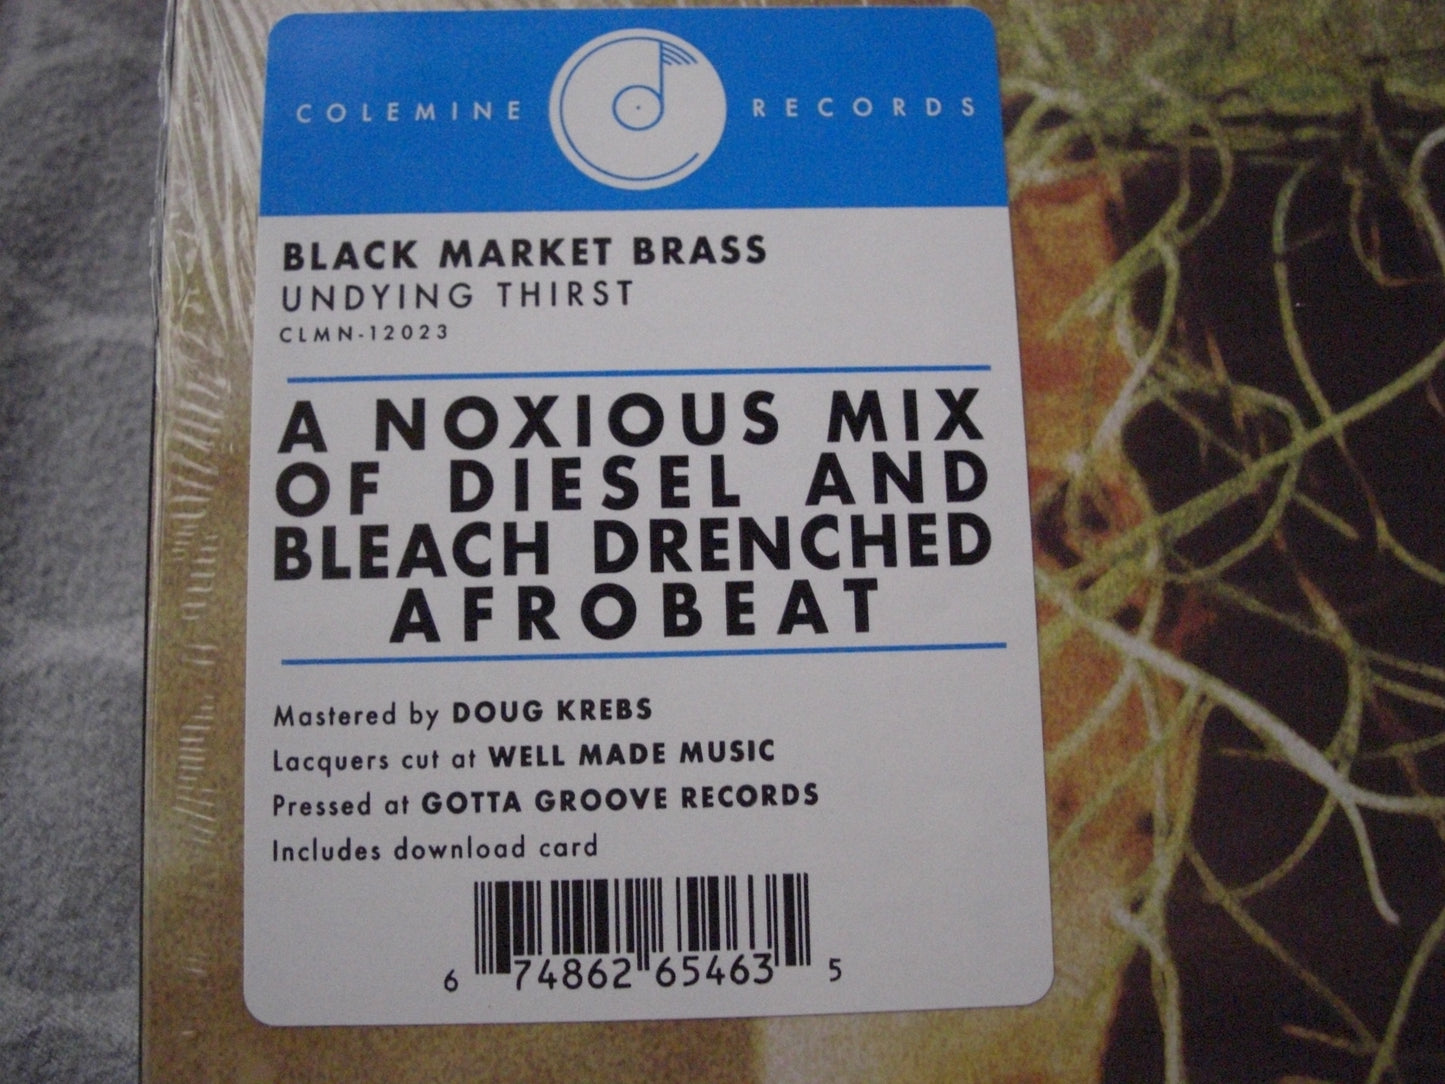 COLEMINE RECORDS
BLACK MARKET BRASS
UNDYING THIRST
CLMN-12023
A NOXIOUS MIX
OF DIESEL AND
BLEACH DRENCHED
AFROBEAT
Mastered by DOUG KREBS
Lacquers cut at WELL MADE MUSIC
Pressed at GOTTA GROOVE RECORDS
Includes download card
6 74862 65463 5